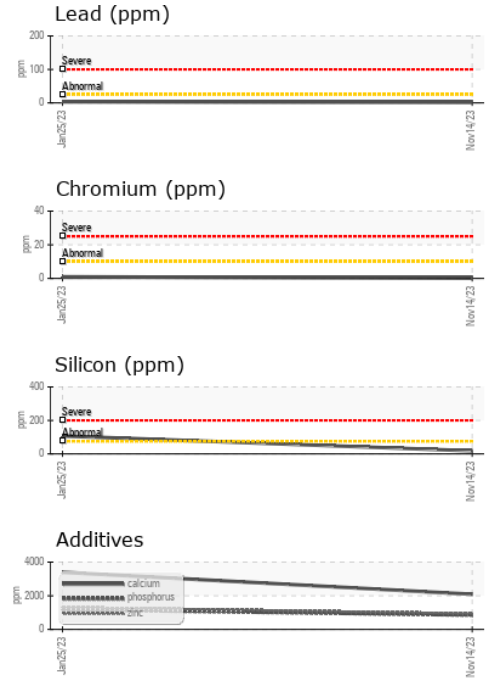 Lead (ppm)
200
100
0
ppm
Severe
Abnormal
Jan25/23
Nov14/23
Chromium (ppm)
40
20
0
ppm
Severe
Abnormal
Jan25/23
Nov14/23
Silicon (ppm)
400
200
0
ppm
Severe
Abnormal
Jan25/23
Nov14/23
Additives
4000
2000
0
ppm
calcium
phosphorus
zinc
Jan25/23
Nov14/23